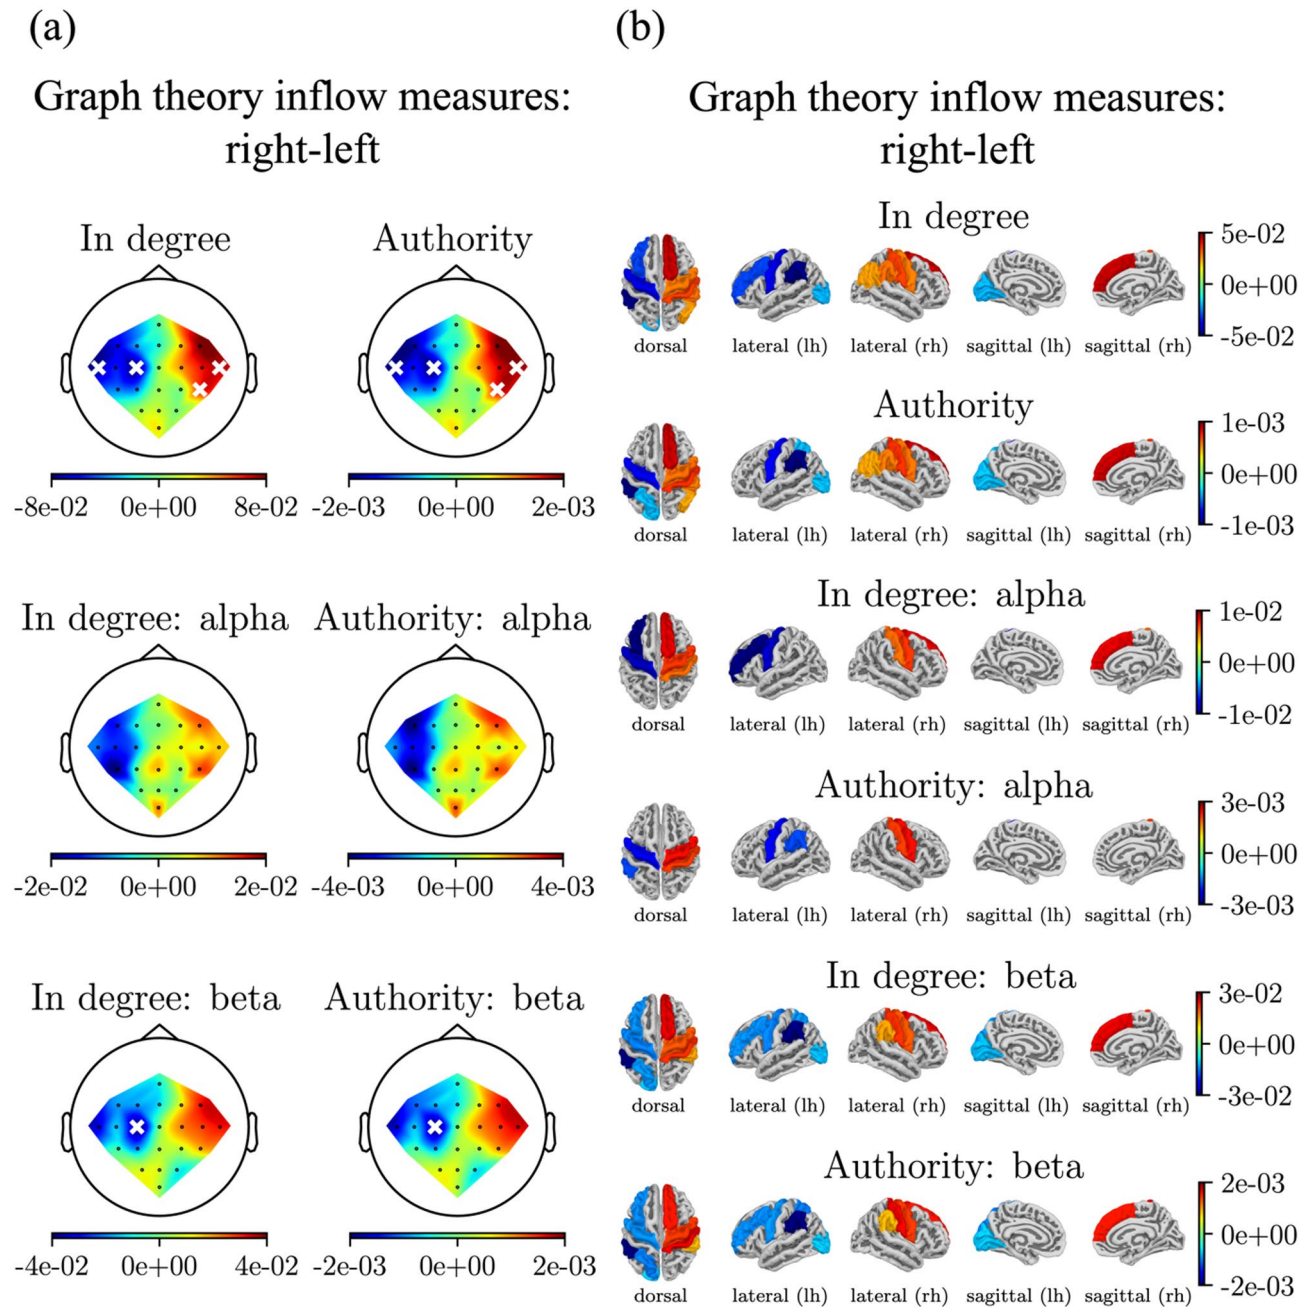 (a)
Graph theory inflow measures:
right-left
In degree
Authority
-8e-02 0e+00 8e-02
-2e-03 0e+00 2e-03
In degree: alpha
Authority: alpha
-2e-02 0e+00 2e-02
-4e-03 0e+00 4e-03
In degree: beta
Authority: beta
-4e-02 0e+00 4e-02
-2e-03 0e+00 2e-03
(b)
Graph theory inflow measures:
right-left
In degree
5e-02
0e+00
-5e-02
dorsal lateral (lh) lateral (rh) sagittal (lh) sagittal (rh)
Authority
1e-03
0e+00
-1e-03
dorsal lateral (lh) lateral (rh) sagittal (lh) sagittal (rh)
In degree: alpha
1e-02
0e+00
-1e-02
dorsal lateral (lh) lateral (rh) sagittal (lh) sagittal (rh)
Authority: alpha
3e-03
0e+00
-3e-03
dorsal lateral (lh) lateral (rh) sagittal (lh) sagittal (rh)
In degree: beta
3e-02
0e+00
-3e-02
dorsal lateral (lh) lateral (rh) sagittal (lh) sagittal (rh)
Authority: beta
2e-03
0e+00
-2e-03
dorsal lateral (lh) lateral (rh) sagittal (lh) sagittal (rh)